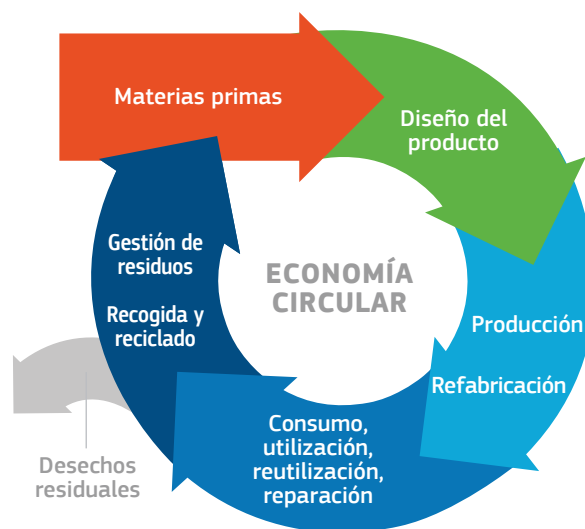 Materias primas
Diseño del
producto
Producción
Refabricación
Consumo,
utilización,
reutilización,
reparación
Gestión de
residuos
Recogida y
reciclado
Desechos
residuales
ECONOMÍA
CIRCULAR